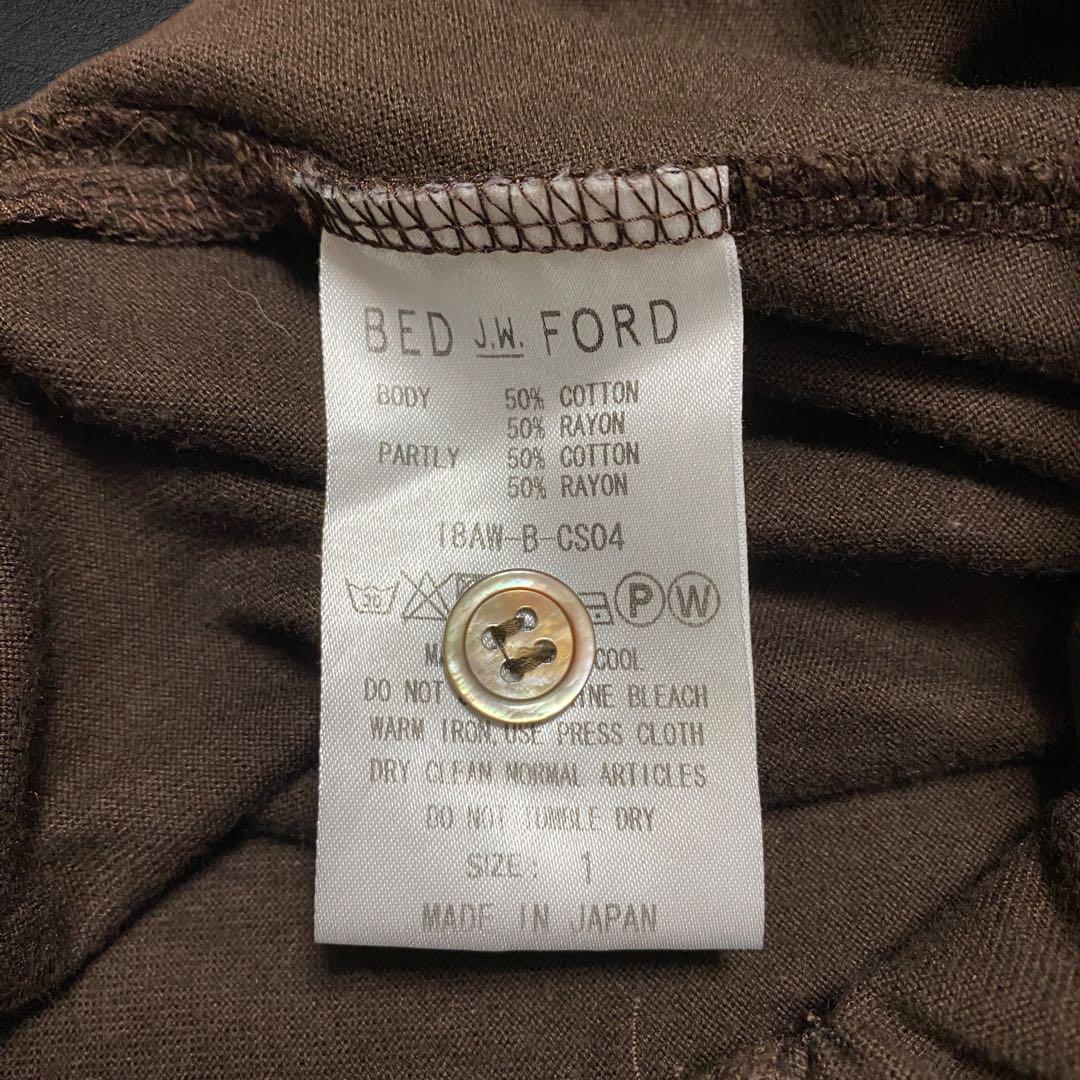 BED J.W. FORD
BODY 50% COTTON
50% RAYON
PARTLY 50% COTTON
50% RAYON
18AW-B-CS04
30 P W
COOL
DO NOT BLEACH
WARM IRON, USE PRESS CLOTH
DRY CLEAN NORMAL ARTICLES
DO NOT TUMBLE DRY
SIZE: 1
MADE IN JAPAN